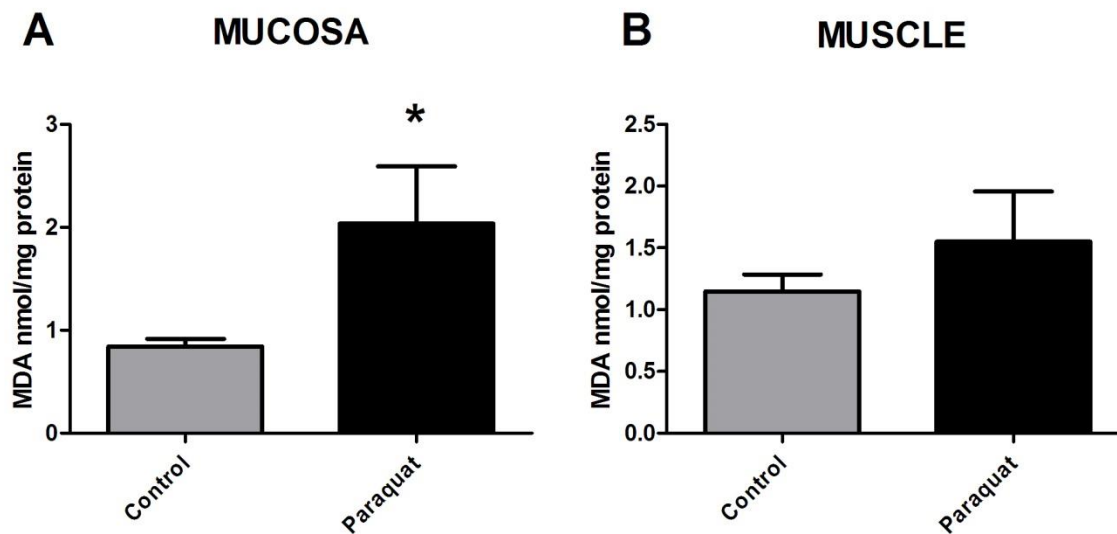 A
MUCOSA
MDA nmol/mg protein
3
2
1
0
*
Control
Paraquat
B
MUSCLE
MDA nmol/mg protein
2.5
2.0
1.5
1.0
0.5
0.0
Control
Paraquat